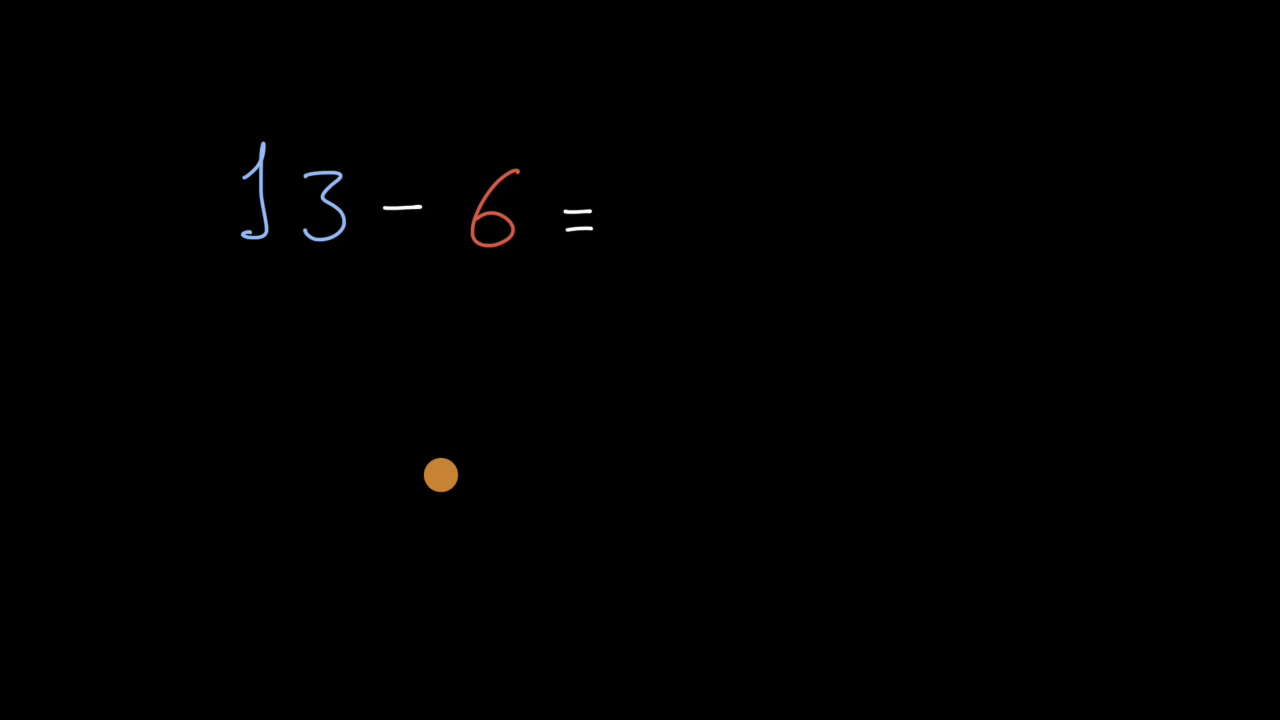 13 - 6 =